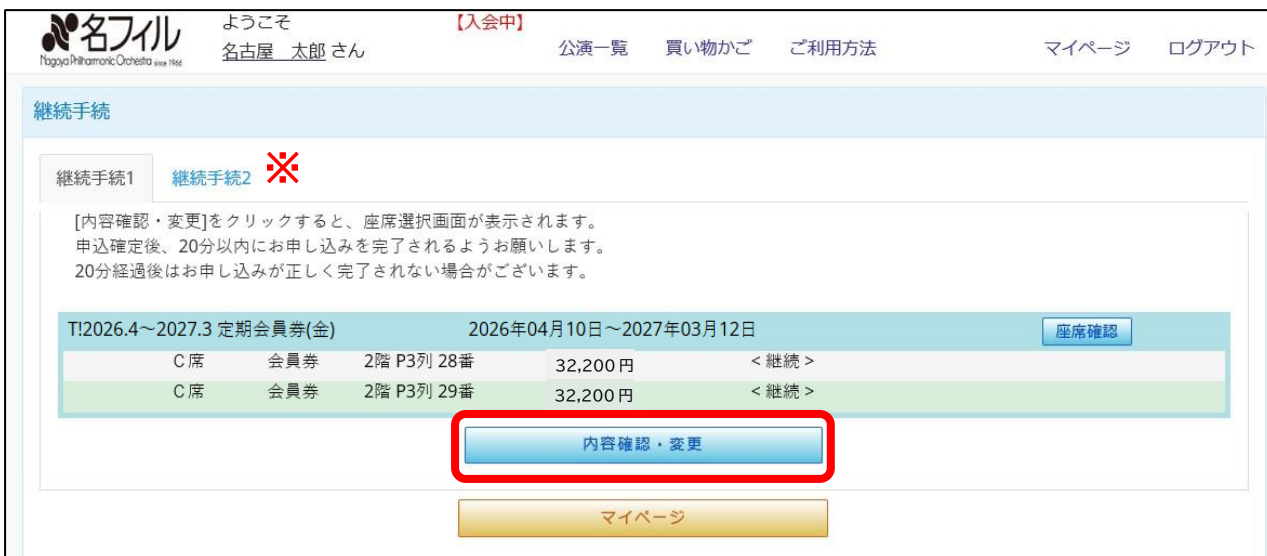 名フィル
Nagoya Philharmonic Orchestra since 1966
ようこそ
名古屋 太郎 さん
【入会中】
公演一覧 買い物かご ご利用方法 マイページ ログアウト
継続手続
継続手続1 継続手続2 ※
[内容確認・変更]をクリックすると、座席選択画面が表示されます。
申込確定後、20分以内にお申し込みを完了されるようお願いします。
20分経過後はお申し込みが正しく完了されない場合がございます。
T!2026.4～2027.3 定期会員券(金) 2026年04月10日～2027年03月12日 座席確認
C席 会員券 2階 P3列 28番 32,200円 <継続>
C席 会員券 2階 P3列 29番 32,200円 <継続>
内容確認・変更
マイページ